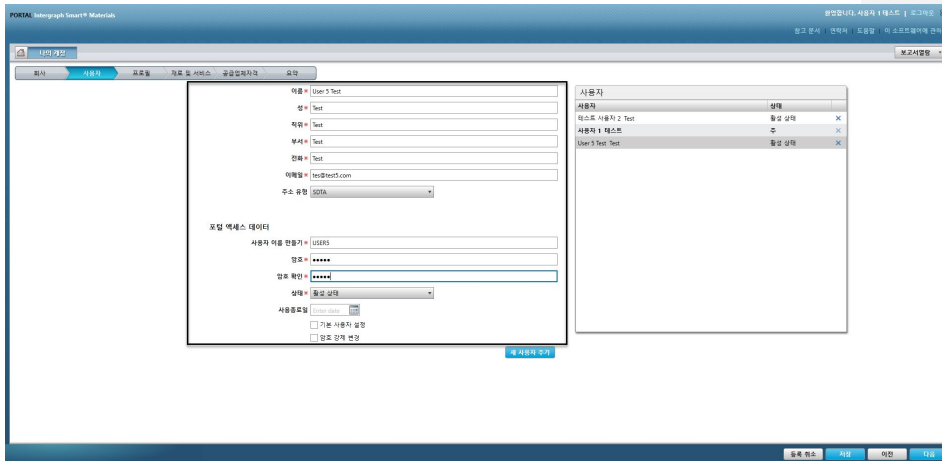 PORTAL Intergraph Smart® Materials
환영합니다. 사용자 1 테스트 | 로그아웃
참고 문서 | 연락처 | 도움말 | 이 소프트웨어에 관하
나의 계정
보고서열람
회사 사용자 프로필 재료 및 서비스 공급업체자격 요약
이름* User 5 Test
성* Test
직위* Test
부서* Test
전화* Test
이메일* tes@test5.com
주소 유형 SDTA
포털 액세스 데이터
사용자 이름 만들기* USER5
암호* •••••
암호 확인* •••••
상태* 활성 상태
사용종료일 Enter date
기본 사용자 설정
암호 강제 변경
새 사용자 추가
사용자
사용자 상태
테스트 사용자 2 Test 활성 상태
사용자 1 테스트 주
User 5 Test Test 활성 상태
등록 취소 저장 이전 다음